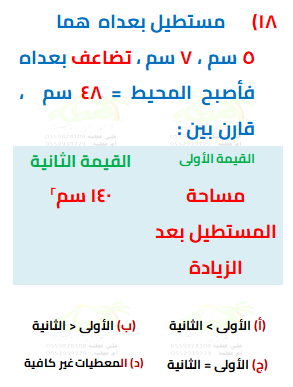 ١٨) مستطيل بعداه هما
٥ سم ، ٧ سم ، تضاعف بعداه
فأصبح المحيط = ٤٨ سم ،
قارن بين :
القيمة الأولى القيمة الثانية
مساحة ١٤٠ سم٢
المستطيل بعد
الزيادة
(أ) الأولى > الثانية (ب) الأولى < الثانية
(ج) الأولى = الثانية (د) المعطيات غير كافية